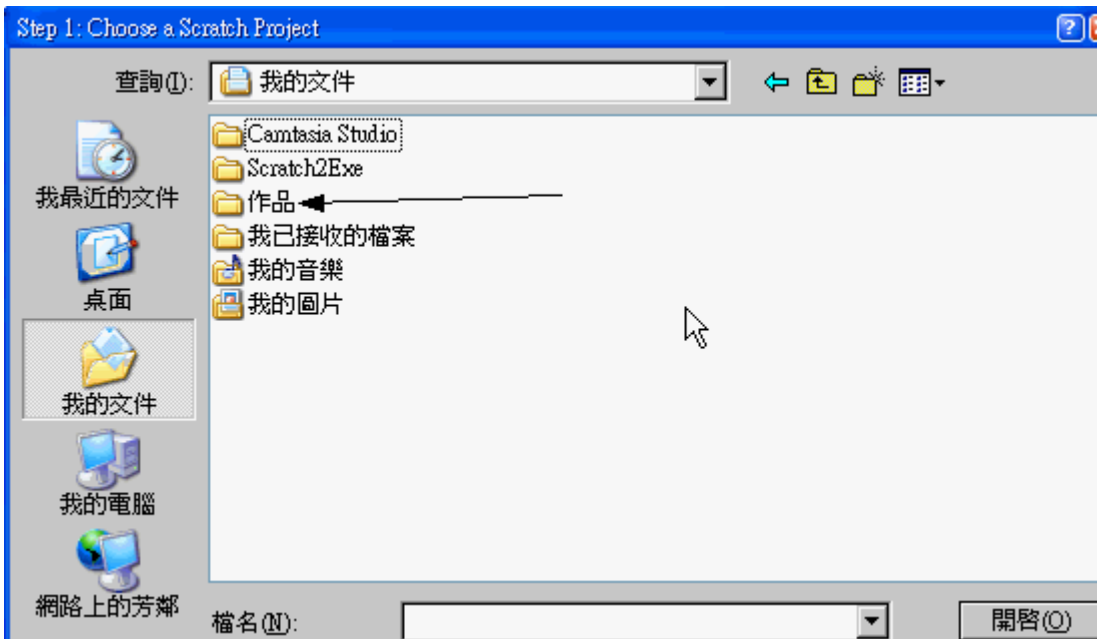 Step 1: Choose a Scratch Project
查詢(I):
我的文件
我最近的文件
桌面
我的文件
我的電腦
網路上的芳鄰
Camtasia Studio
Scratch2Exe
作品
我已接收的檔案
我的音樂
我的圖片
檔名(N):
開啓(O)